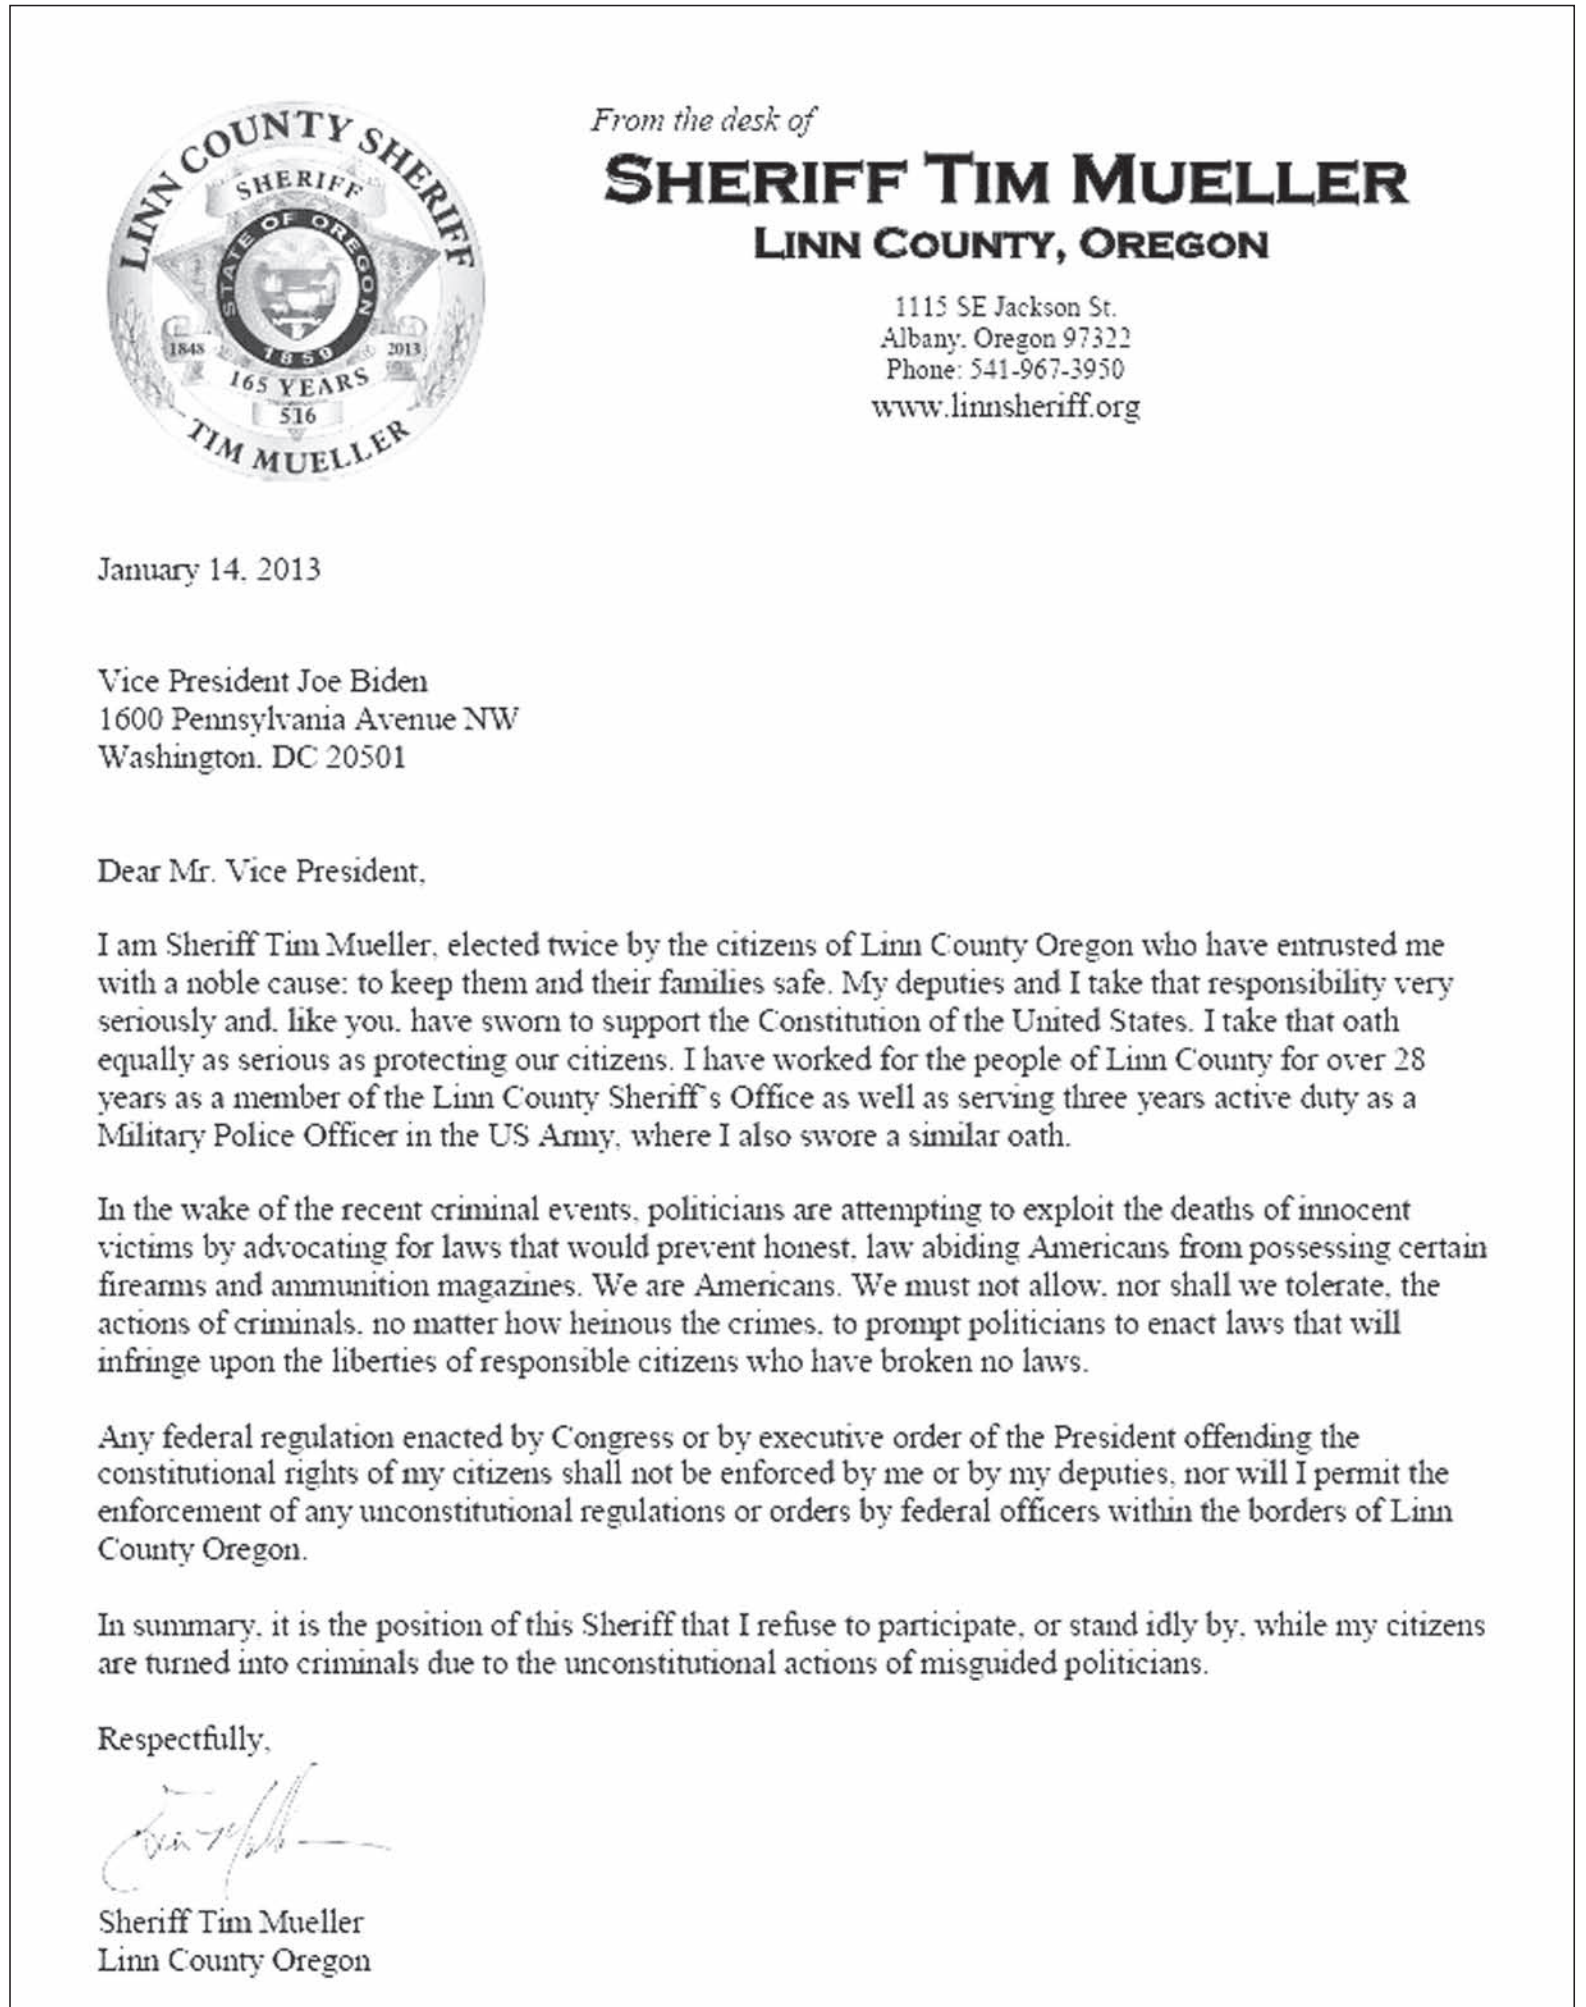 LINN COUNTY SHERIFF
SHERIFF
STATE OF OREGON
1859
1848
2013
165 YEARS
516
TIM MUELLER
From the desk of
SHERIFF TIM MUELLER
LINN COUNTY, OREGON
1115 SE Jackson St.
Albany, Oregon 97322
Phone: 541-967-3950
www.linnsheriff.org
January 14, 2013
Vice President Joe Biden
1600 Pennsylvania Avenue NW
Washington, DC 20501
Dear Mr. Vice President,
I am Sheriff Tim Mueller, elected twice by the citizens of Linn County Oregon who have entrusted me
with a noble cause: to keep them and their families safe. My deputies and I take that responsibility very
seriously and, like you, have sworn to support the Constitution of the United States. I take that oath
equally as serious as protecting our citizens. I have worked for the people of Linn County for over 28
years as a member of the Linn County Sheriff's Office as well as serving three years active duty as a
Military Police Officer in the US Army, where I also swore a similar oath.
In the wake of the recent criminal events, politicians are attempting to exploit the deaths of innocent
victims by advocating for laws that would prevent honest, law abiding Americans from possessing certain
firearms and ammunition magazines. We are Americans. We must not allow, nor shall we tolerate, the
actions of criminals, no matter how heinous the crimes, to prompt politicians to enact laws that will
infringe upon the liberties of responsible citizens who have broken no laws.
Any federal regulation enacted by Congress or by executive order of the President offending the
constitutional rights of my citizens shall not be enforced by me or by my deputies, nor will I permit the
enforcement of any unconstitutional regulations or orders by federal officers within the borders of Linn
County Oregon.
In summary, it is the position of this Sheriff that I refuse to participate, or stand idly by, while my citizens
are turned into criminals due to the unconstitutional actions of misguided politicians.
Respectfully,
Sheriff Tim Mueller
Linn County Oregon